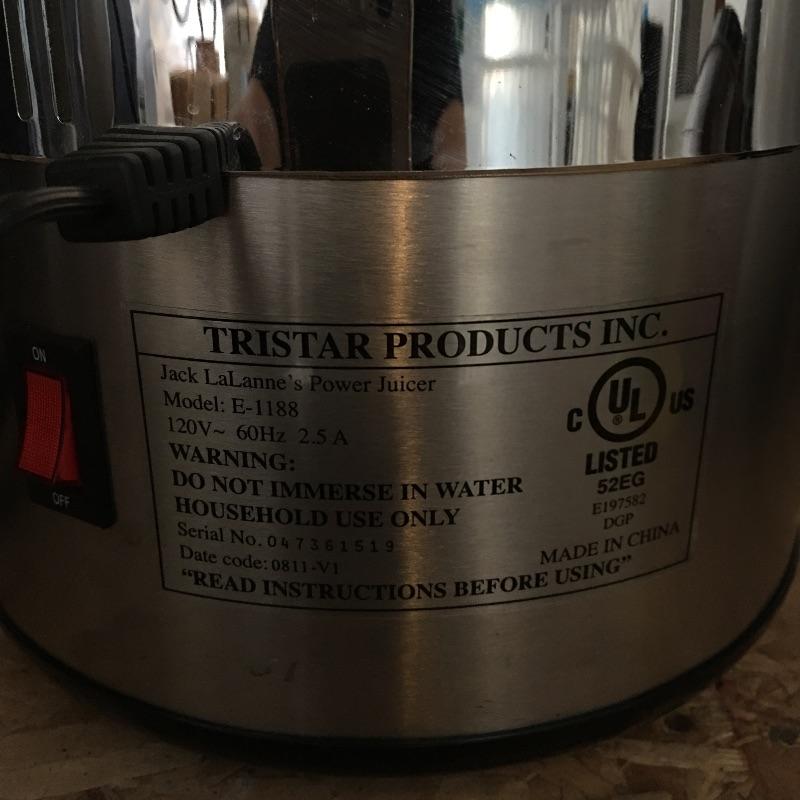 TRISTAR PRODUCTS INC.
Jack LaLanne's Power Juicer
Model: E-1188
120V~ 60Hz 2.5 A
WARNING:
DO NOT IMMERSE IN WATER
HOUSEHOLD USE ONLY
Serial No. 047361519
Date code: 0811-V1
"READ INSTRUCTIONS BEFORE USING"
C UL US
®
LISTED
52EG
E197582
DGP
MADE IN CHINA
ON
OFF